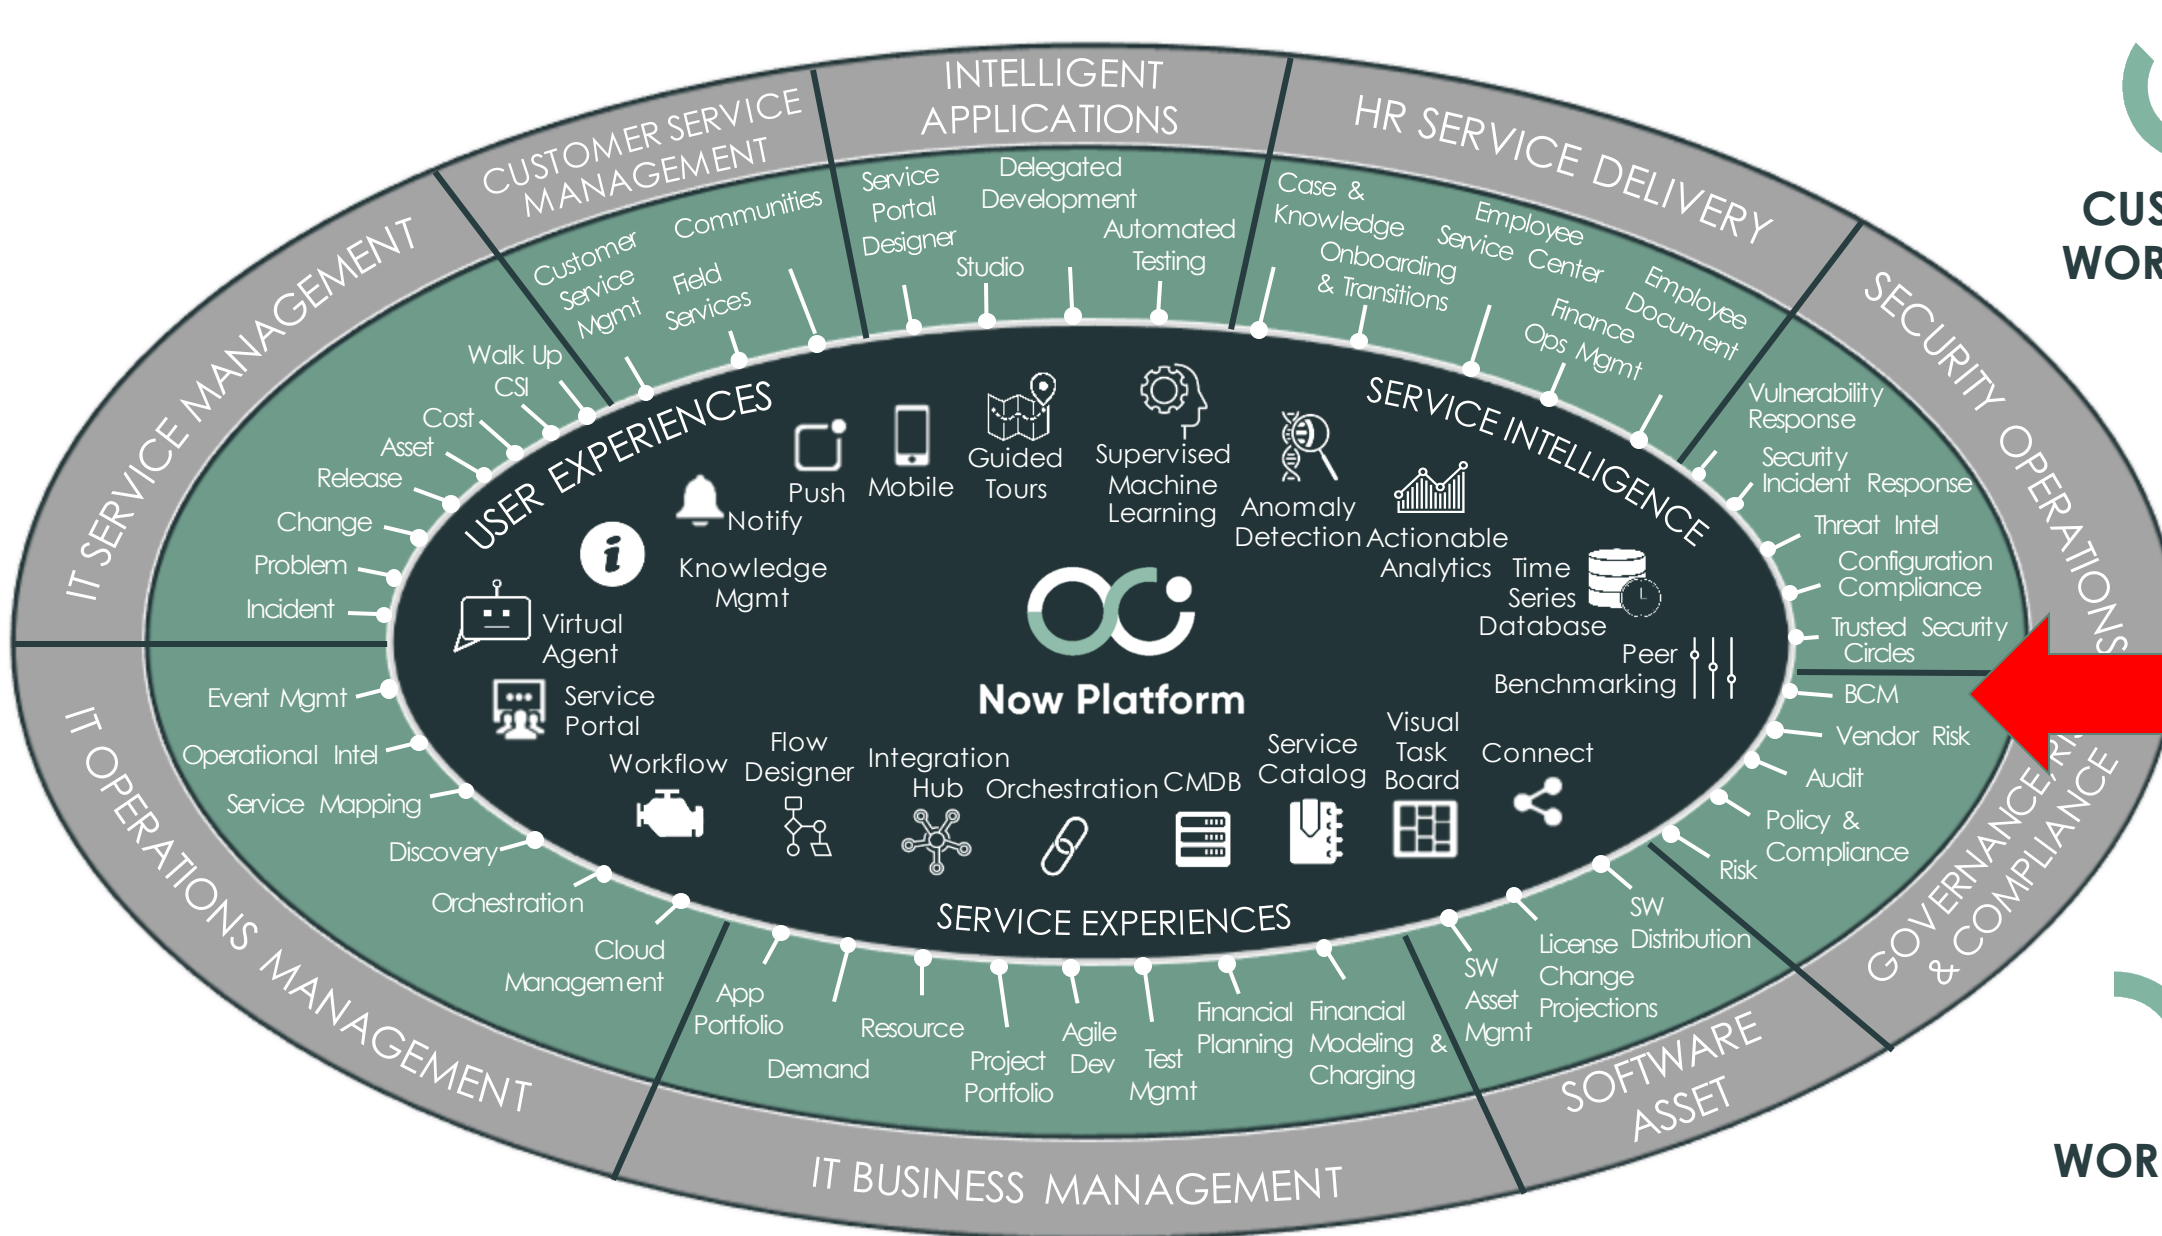 INTELLIGENT
APPLICATIONS
Service
Portal
Designer
Studio
Delegated
Development
Automated
Testing
HR SERVICE DELIVERY
Case &
Knowledge
Onboarding
& Transitions
Employee
Service Center
Finance
Ops Mgmt
Employee
Document
SECURITY OPERATIONS
Vulnerability
Response
Security
Incident Response
Threat Intel
Configuration
Compliance
Trusted Security
Circles
GOVERNANCE,
& COMPLIANCE
BCM
Vendor Risk
Audit
Policy &
Compliance
Risk
SOFTWARE
ASSET
SW
Distribution
License
Change
Projections
SW
Asset
Mgmt
IT BUSINESS MANAGEMENT
App
Portfolio
Demand
Resource
Project
Portfolio
Agile
Dev
Test
Mgmt
Financial
Planning
Financial
Modeling &
Charging
IT OPERATIONS MANAGEMENT
Event Mgmt
Operational Intel
Service Mapping
Discovery
Orchestration
Cloud
Management
IT SERVICE MANAGEMENT
Walk Up
CSI
Cost
Asset
Release
Change
Problem
Incident
CUSTOMER SERVICE
MANAGEMENT
Customer
Service
Mgmt
Field
Services
Communities
USER EXPERIENCES
Push
Mobile
Guided
Tours
Notify
Knowledge
Mgmt
Virtual
Agent
Service
Portal
SERVICE INTELLIGENCE
Supervised
Machine
Learning
Anomaly
Detection
Actionable
Analytics
Time
Series
Database
Peer
Benchmarking
Now Platform
Workflow
Flow
Designer
Integration
Hub
Orchestration
CMDB
Service
Catalog
Visual
Task
Board
Connect
SERVICE EXPERIENCES
CUS
WOR
WOR